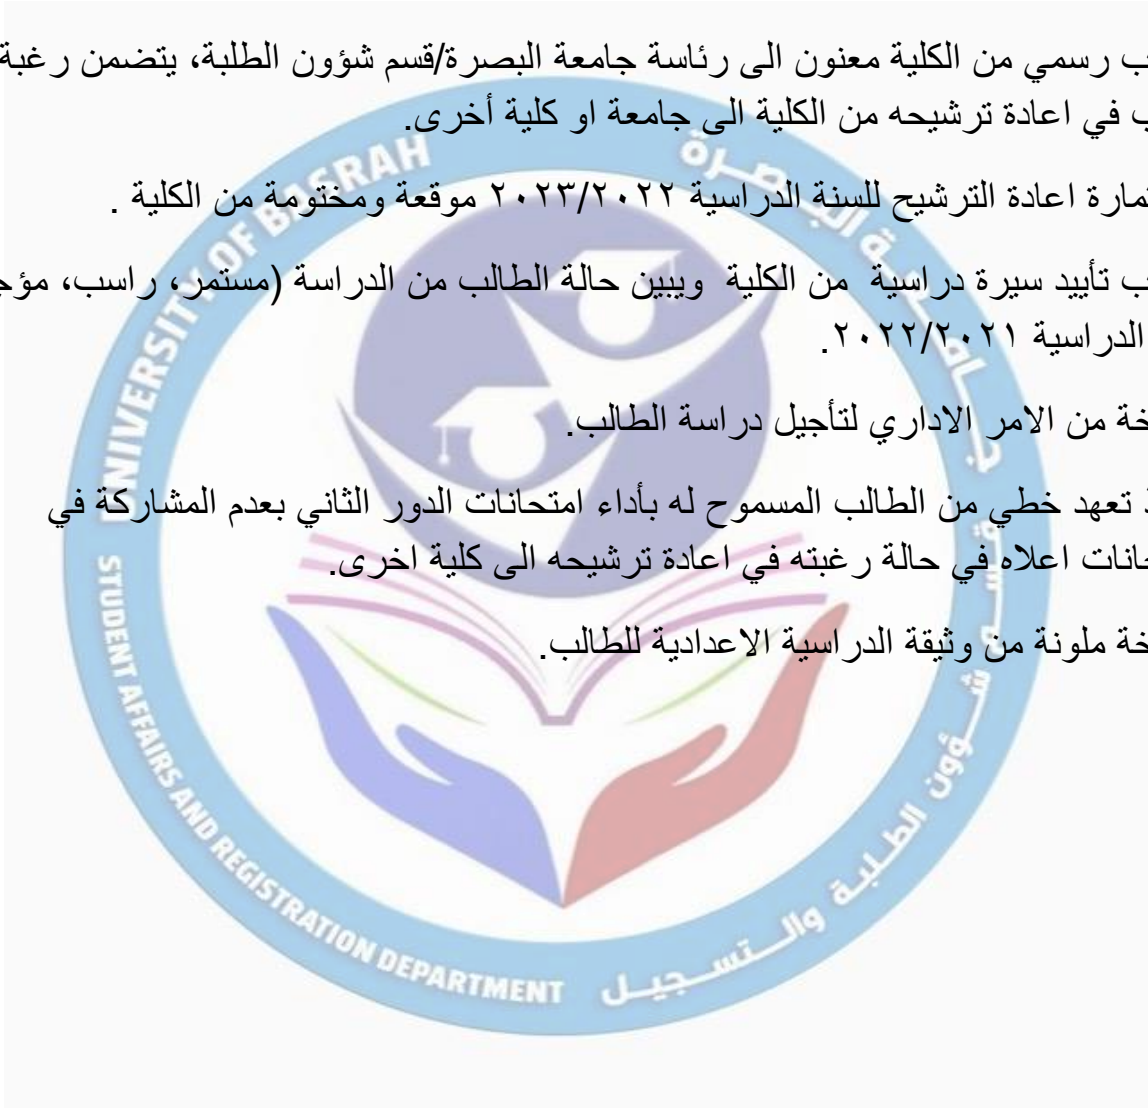 ب رسمي من الكلية معنون الى رئاسة جامعة البصرة/قسم شؤون الطلبة، يتضمن رغبة
ب في اعادة ترشيحه من الكلية الى جامعة او كلية أخرى.
مارة اعادة الترشيح للسنة الدراسية ٢٠٢٣/٢٠٢٢ موقعة ومختومة من الكلية .
ب تأييد سيرة دراسية من الكلية ويبين حالة الطالب من الدراسة (مستمر، راسب، مؤج
الدراسية ٢٠٢٢/٢٠٢١.
خة من الامر الاداري لتأجيل دراسة الطالب.
ذ تعهد خطي من الطالب المسموح له بأداء امتحانات الدور الثاني بعدم المشاركة في
حانات اعلاه في حالة رغبته في اعادة ترشيحه الى كلية اخرى.
خة ملونة من وثيقة الدراسية الاعدادية للطالب.
UNIVERSITY OF BASRAH
جامعة البصرة
قسم شؤون الطلبة والتسجيل
STUDENT AFFAIRS AND REGISTRATION DEPARTMENT